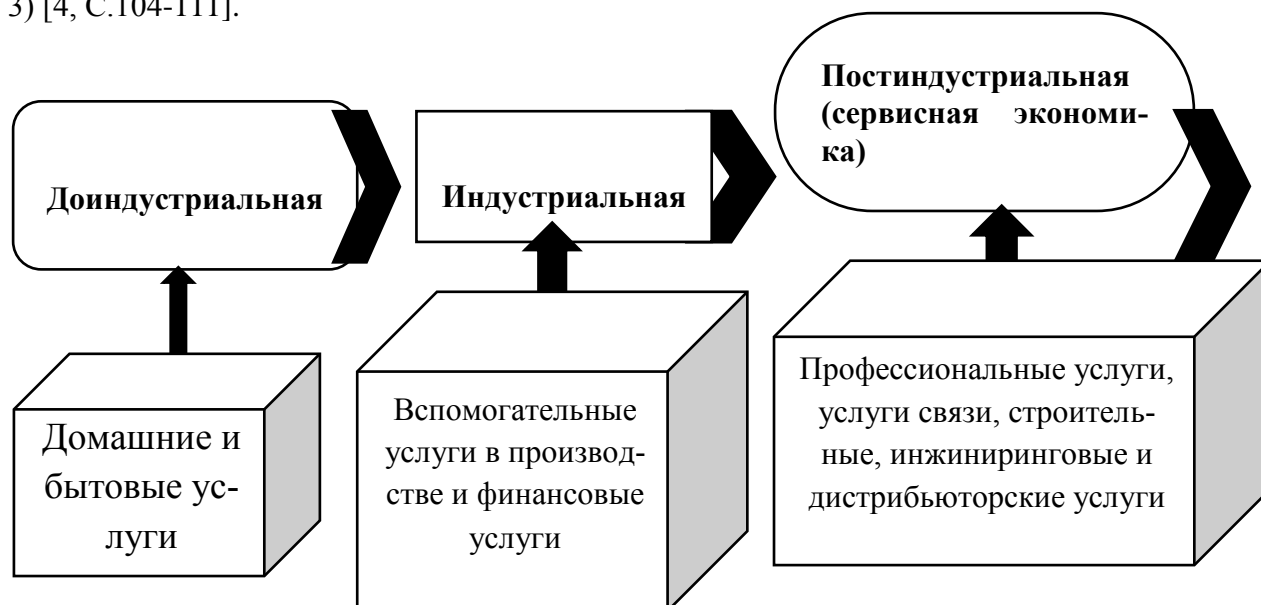 3) [4, С.104-111].
Постиндустриальная
(сервисная экономи-
ка)
Доиндустриальная
Индустриальная
Домашние и
бытовые ус-
луги
Вспомогательные
услуги в производ-
стве и финансовые
услуги
Профессиональные услуги,
услуги связи, строитель-
ные, инжиниринговые и
дистрибьюторские услуги